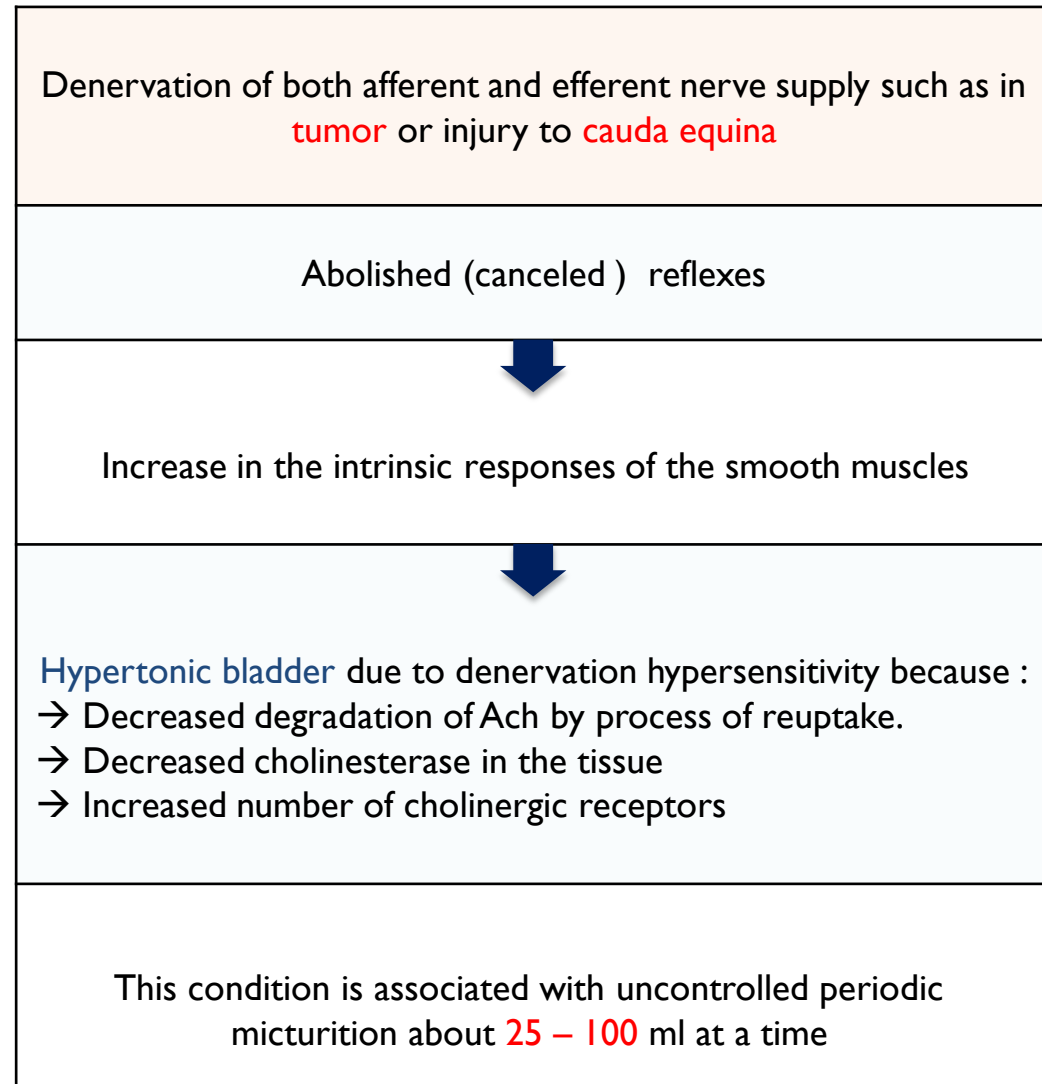 Denervation of both afferent and efferent nerve supply such as in
tumor or injury to cauda equina
Abolished (canceled ) reflexes
Increase in the intrinsic responses of the smooth muscles
Hypertonic bladder due to denervation hypersensitivity because :
→ Decreased degradation of Ach by process of reuptake.
→ Decreased cholinesterase in the tissue
→ Increased number of cholinergic receptors
This condition is associated with uncontrolled periodic
micturition about 25 – 100 ml at a time